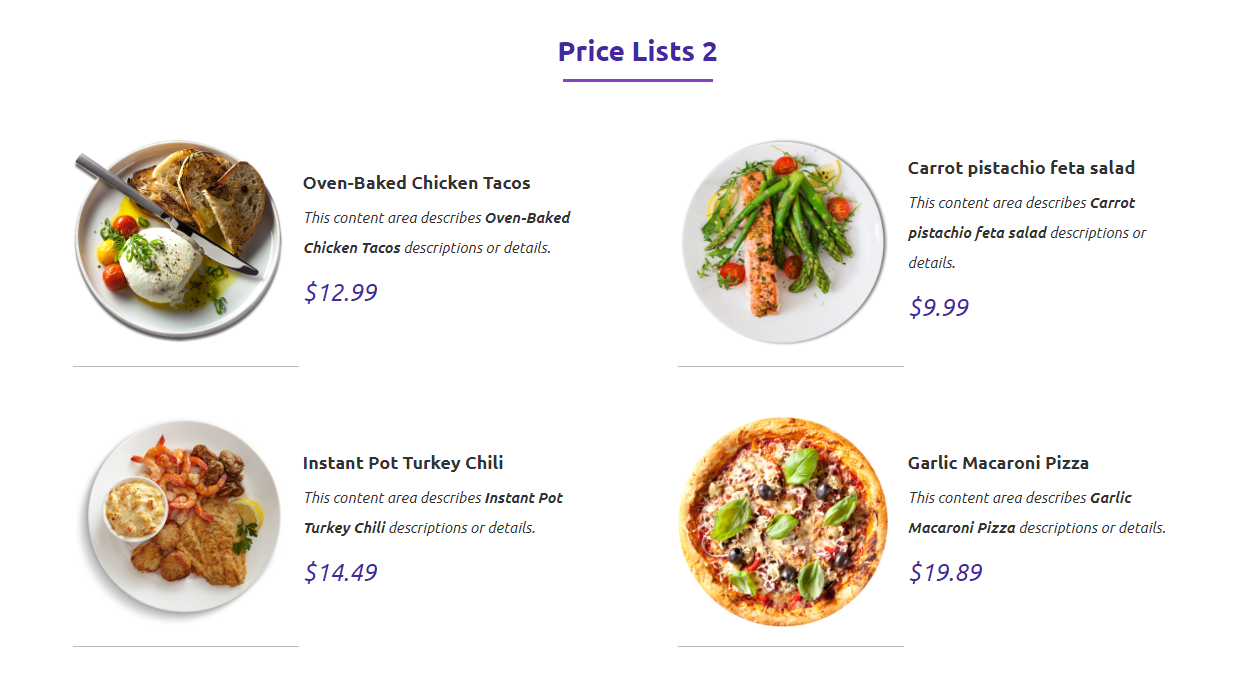 Price Lists 2
Oven-Baked Chicken Tacos
This content area describes Oven-Baked
Chicken Tacos descriptions or details.
$12.99
Carrot pistachio feta salad
This content area describes Carrot
pistachio feta salad descriptions or
details.
$9.99
Instant Pot Turkey Chili
This content area describes Instant Pot
Turkey Chili descriptions or details.
$14.49
Garlic Macaroni Pizza
This content area describes Garlic
Macaroni Pizza descriptions or details.
$19.89